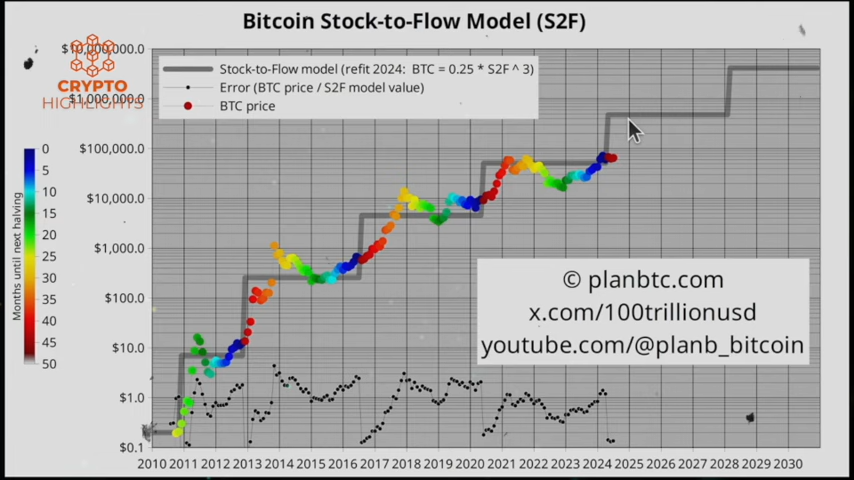 Bitcoin Stock-to-Flow Model (S2F)
$10,000,000.0
CRYPTO
HIGHLIGHTS
$1,000,000.0
$100,000.0
$10,000.0
$1,000.0
$100.0
$10.0
$1.0
$0.1
Stock-to-Flow model (refit 2024: BTC = 0.25 * S2F ^ 3)
Error (BTC price / S2F model value)
BTC price
Months until next halving
0
5
10
15
20
25
30
35
40
45
50
© planbtc.com
x.com/100trillionusd
youtube.com/@planb_bitcoin
2010 2011 2012 2013 2014 2015 2016 2017 2018 2019 2020 2021 2022 2023 2024 2025 2026 2027 2028 2029 2030